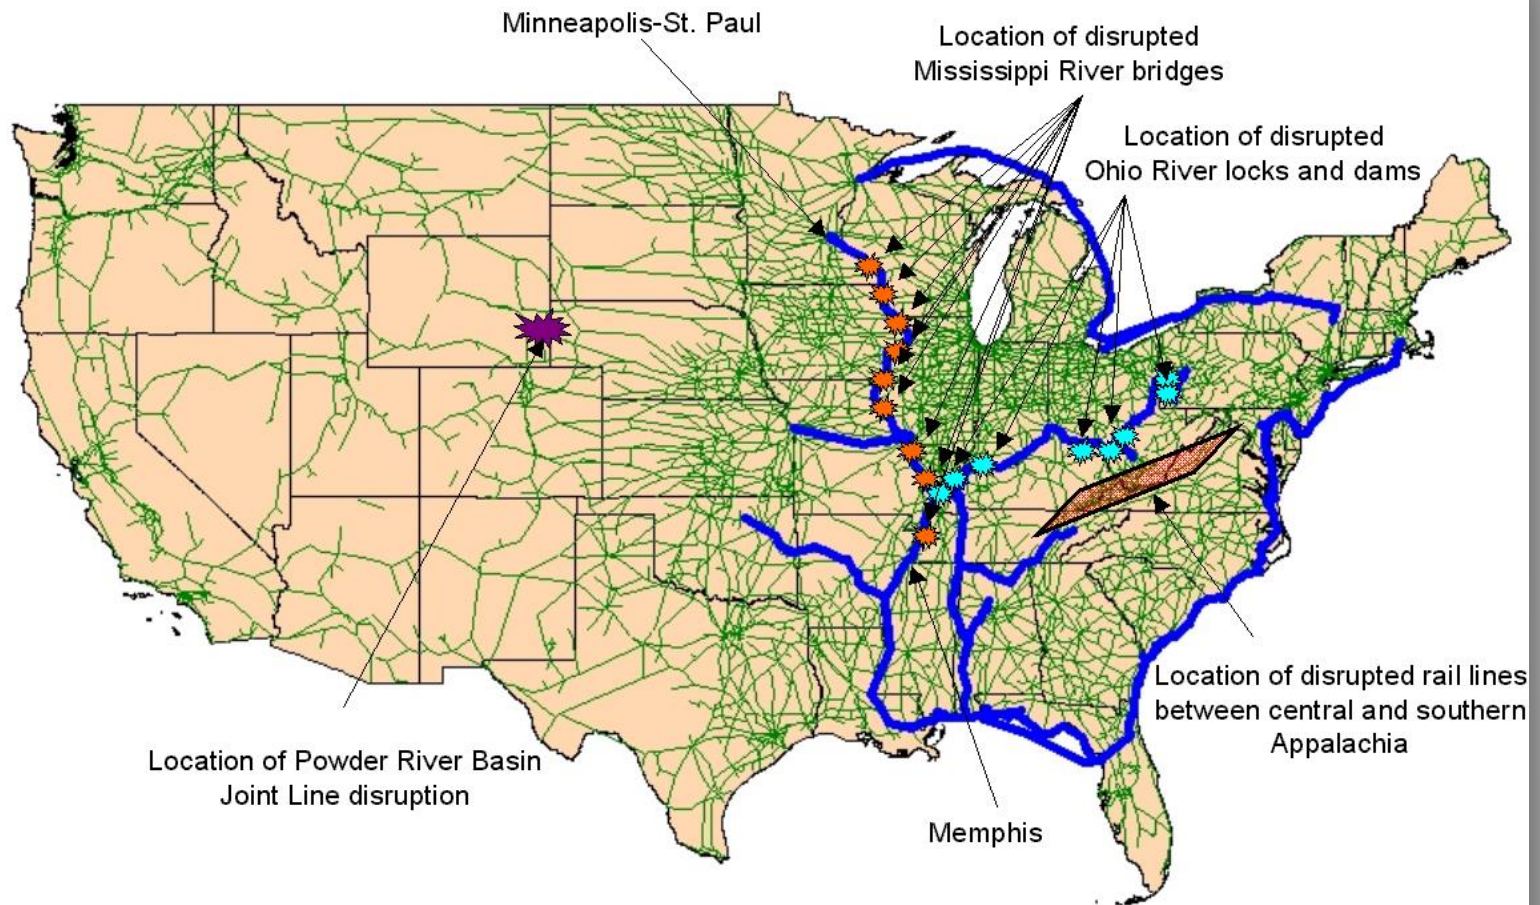 Minneapolis-St. Paul
Location of disrupted
Mississippi River bridges
Location of disrupted
Ohio River locks and dams
Location of disrupted rail lines
between central and southern
Appalachia
Location of Powder River Basin
Joint Line disruption
Memphis